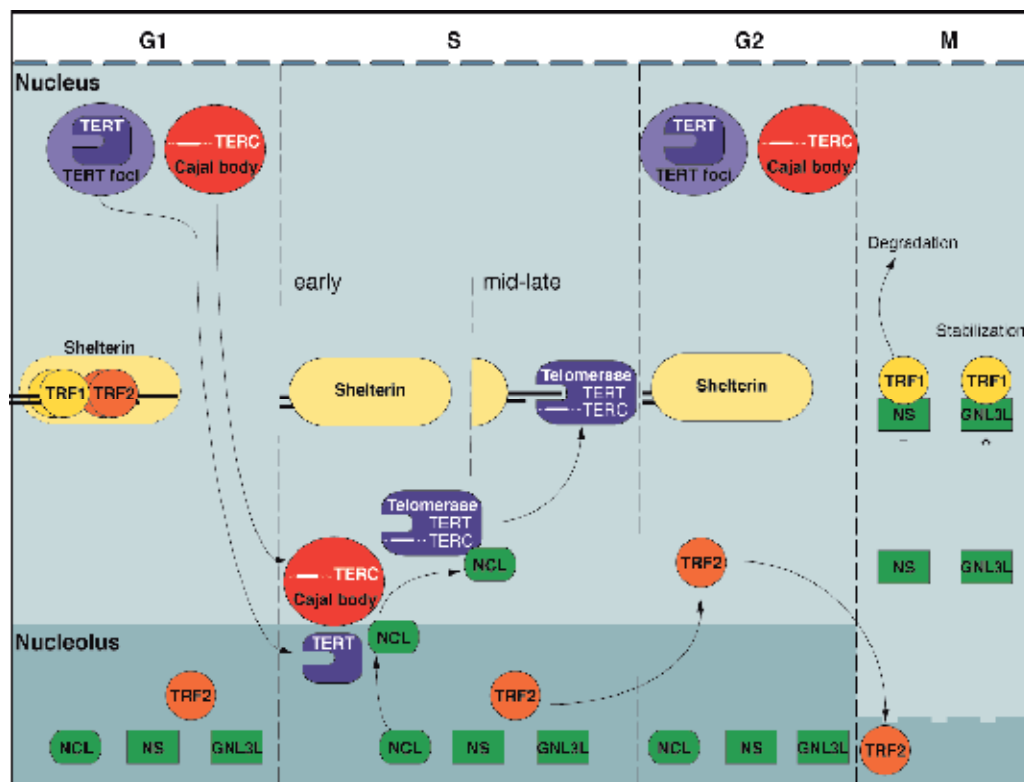 G1
S
G2
M
Nucleus
TERT
TERT foci
TERC
Cajal body
TERT
TERT foci
TERC
Cajal body
Degradation
early
mid-late
Stabilization
Shelterin
TRF1
TRF2
Shelterin
Telomerase
TERT
TERC
Shelterin
TRF1
NS
TRF1
GNL3L
Telomerase
TERT
TERC
NCL
TERC
Cajal body
TRF2
NS
GNL3L
Nucleolus
TERT
NCL
TRF2
TRF2
NCL
NS
GNL3L
NCL
NS
GNL3L
NCL
NS
GNL3L
TRF2